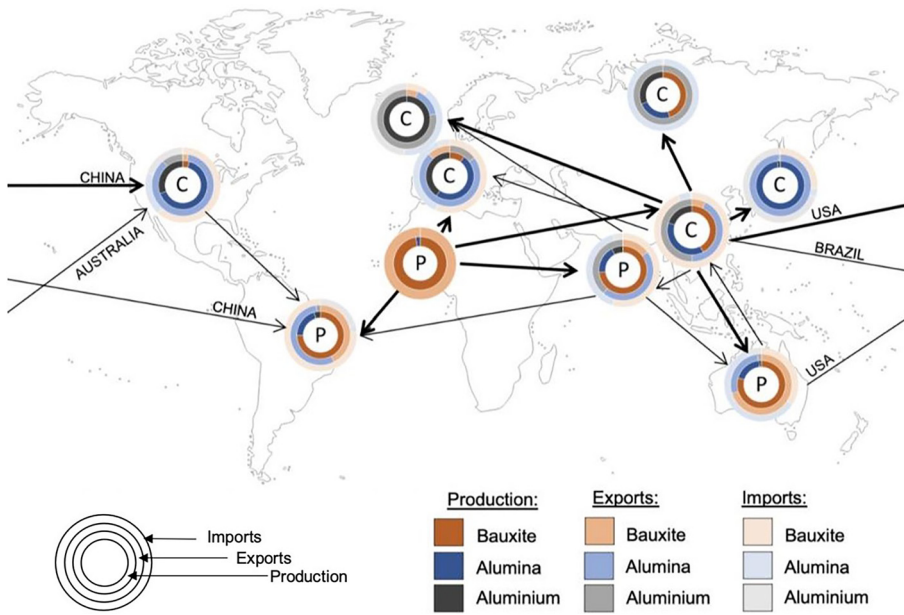 C
C
C
CHINA
C
C
C
USA
AUSTRALIA
P
P
BRAZIL
CHINA
P
P
USA
Production:
Exports:
Imports:
Bauxite
Bauxite
Bauxite
Alumina
Alumina
Alumina
Aluminium
Aluminium
Aluminium
Imports
Exports
Production